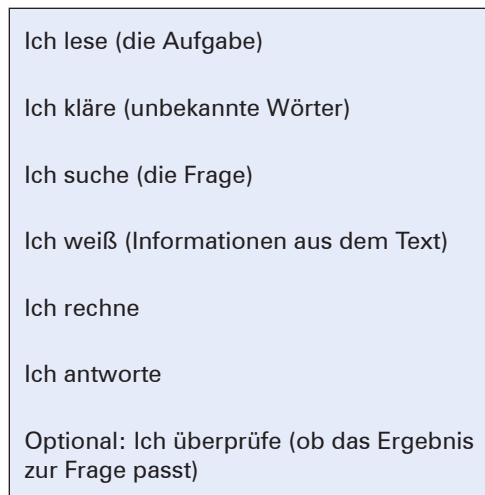 Ich lese (die Aufgabe)
Ich kläre (unbekannte Wörter)
Ich suche (die Frage)
Ich weiß (Informationen aus dem Text)
Ich rechne
Ich antworte
Optional: Ich überprüfe (ob das Ergebnis
zur Frage passt)